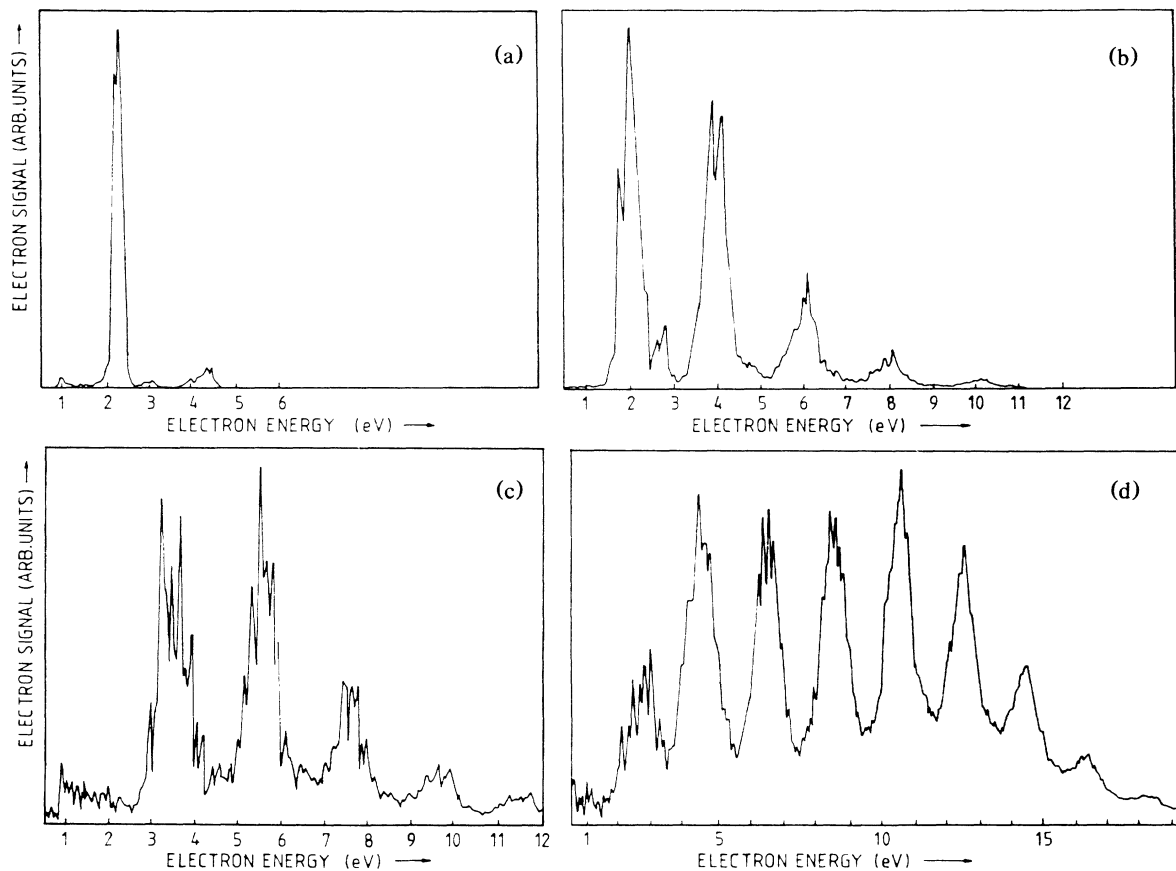 (a)
ELECTRON SIGNAL (ARB.UNITS) →
1 2 3 4 5 6
ELECTRON ENERGY (eV) →
(b)
1 2 3 4 5 6 7 8 9 10 11 12
ELECTRON ENERGY (eV) →
(c)
ELECTRON SIGNAL (ARB.UNITS) →
1 2 3 4 5 6 7 8 9 10 11 12
ELECTRON ENERGY (eV) →
(d)
1 5 10 15
ELECTRON ENERGY (eV) →